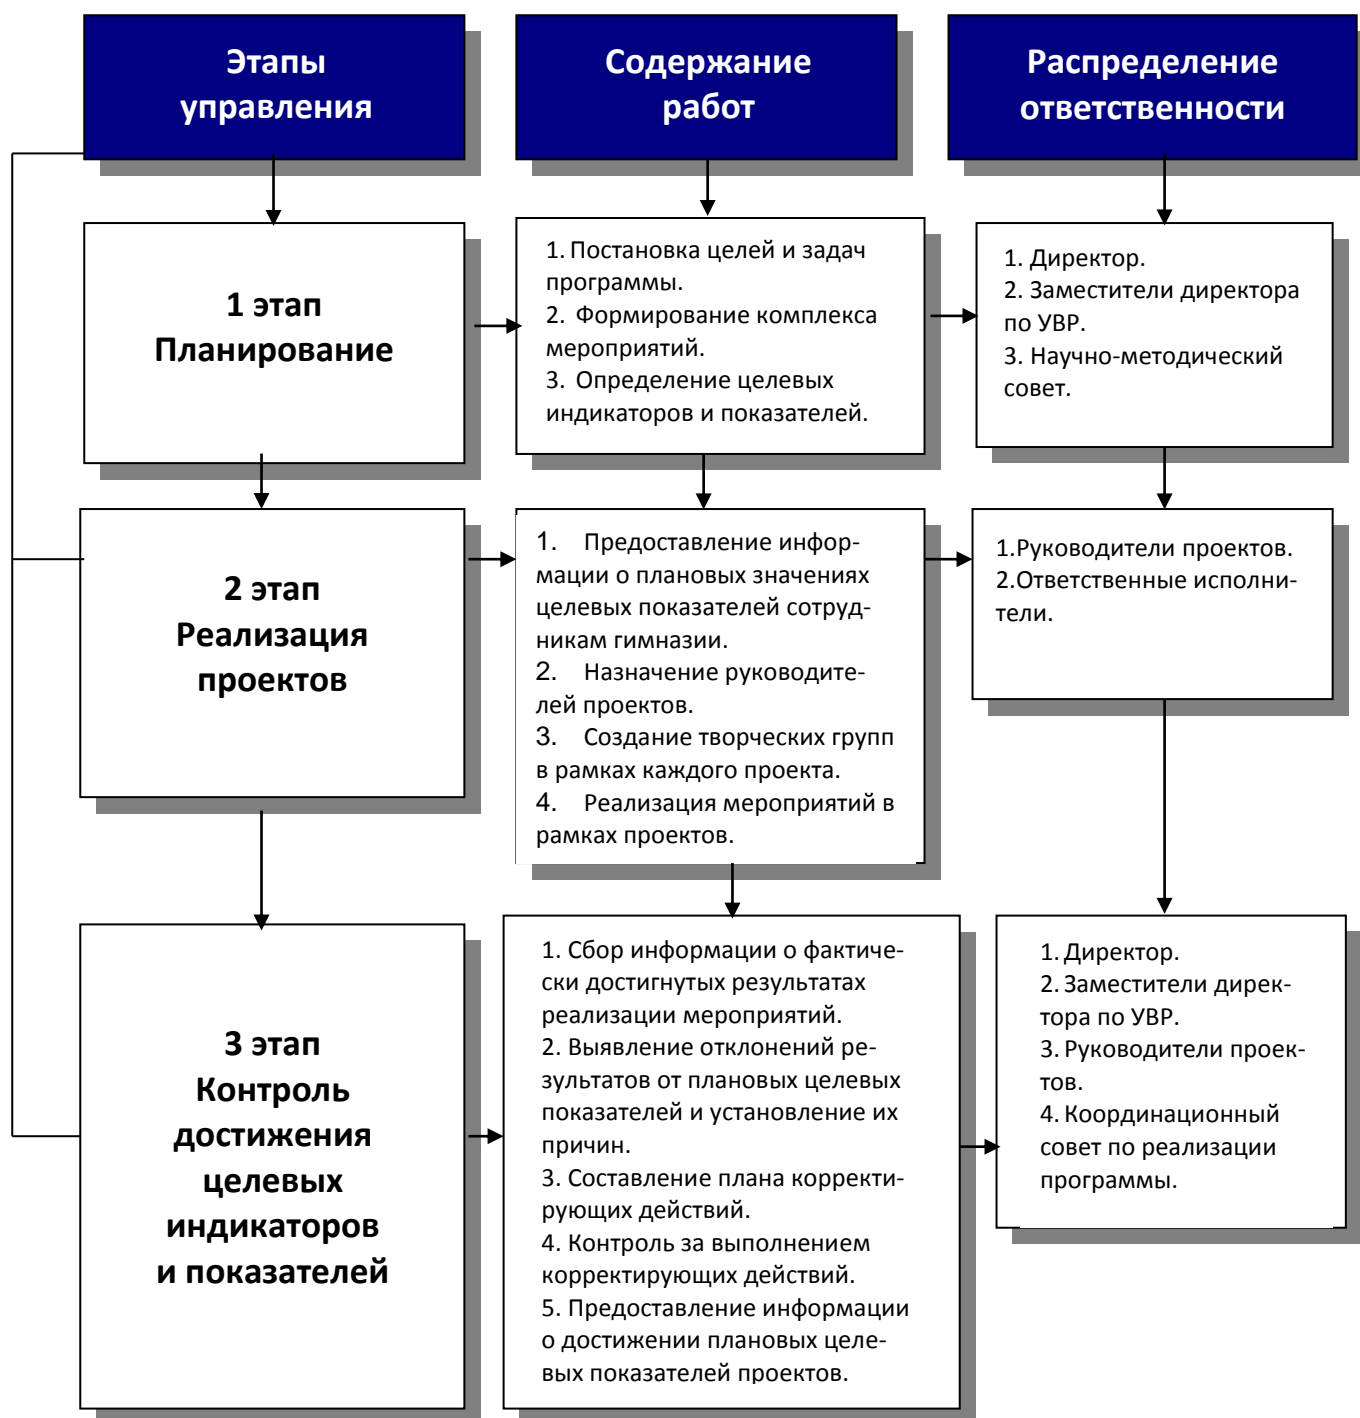 Этапы
управления
Содержание
работ
Распределение
ответственности
1 этап
Планирование
1. Постановка целей и задач
программы.
2. Формирование комплекса
мероприятий.
3. Определение целевых
индикаторов и показателей.
1. Директор.
2. Заместители директора
по УВР.
3. Научно-методический
совет.
2 этап
Реализация
проектов
1. Предоставление инфор-
мации о плановых значениях
целевых показателей сотруд-
никам гимназии.
2. Назначение руководите-
лей проектов.
3. Создание творческих групп
в рамках каждого проекта.
4. Реализация мероприятий в
рамках проектов.
1.Руководители проектов.
2.Ответственные исполни-
тели.
3 этап
Контроль
достижения
целевых
индикаторов
и показателей
1. Сбор информации о фактиче-
ски достигнутых результатах
реализации мероприятий.
2. Выявление отклонений ре-
зультатов от плановых целевых
показателей и установление их
причин.
3. Составление плана корректи-
рующих действий.
4. Контроль за выполнением
корректирующих действий.
5. Предоставление информации
о достижении плановых целе-
вых показателей проектов.
1. Директор.
2. Заместители дирек-
тора по УВР.
3. Руководители проек-
тов.
4. Координационный
совет по реализации
программы.